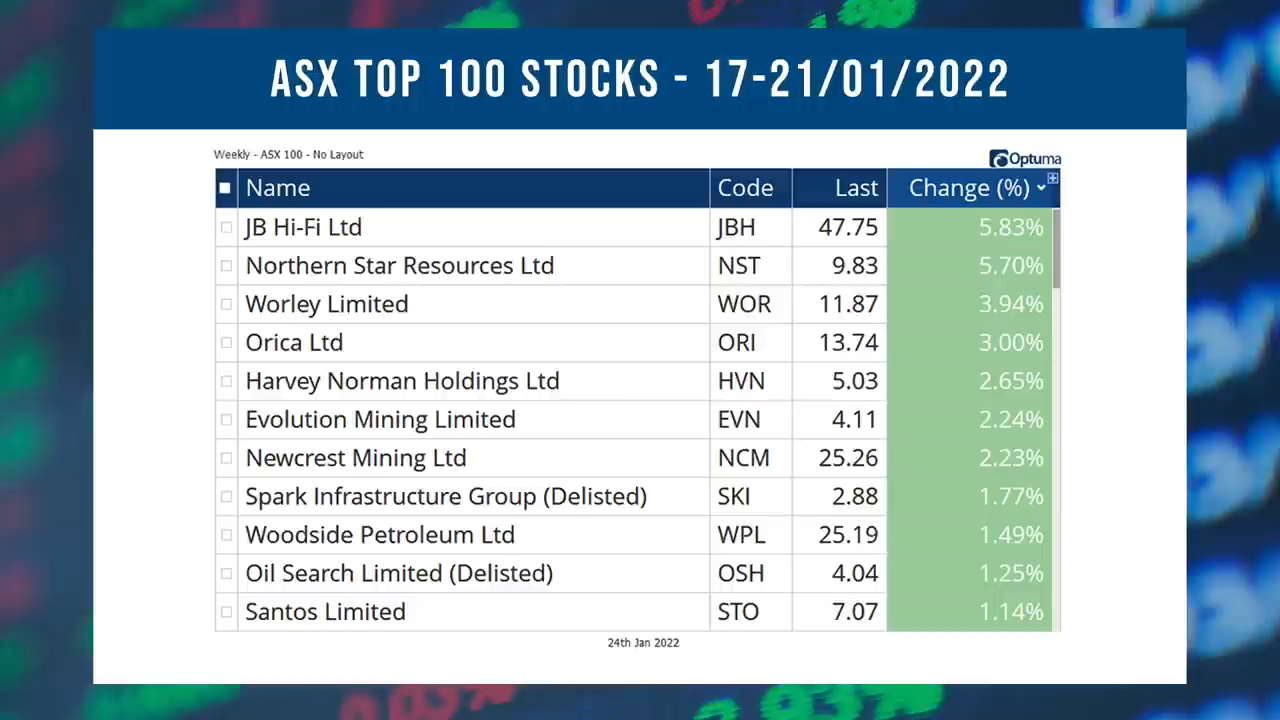 ASX TOP 100 STOCKS - 17-21/01/2022
Weekly - ASX 100 - No Layout
Optuma
Name Code Last Change (%)
JB Hi-Fi Ltd JBH 47.75 5.83%
Northern Star Resources Ltd NST 9.83 5.70%
Worley Limited WOR 11.87 3.94%
Orica Ltd ORI 13.74 3.00%
Harvey Norman Holdings Ltd HVN 5.03 2.65%
Evolution Mining Limited EVN 4.11 2.24%
Newcrest Mining Ltd NCM 25.26 2.23%
Spark Infrastructure Group (Delisted) SKI 2.88 1.77%
Woodside Petroleum Ltd WPL 25.19 1.49%
Oil Search Limited (Delisted) OSH 4.04 1.25%
Santos Limited STO 7.07 1.14%
24th Jan 2022